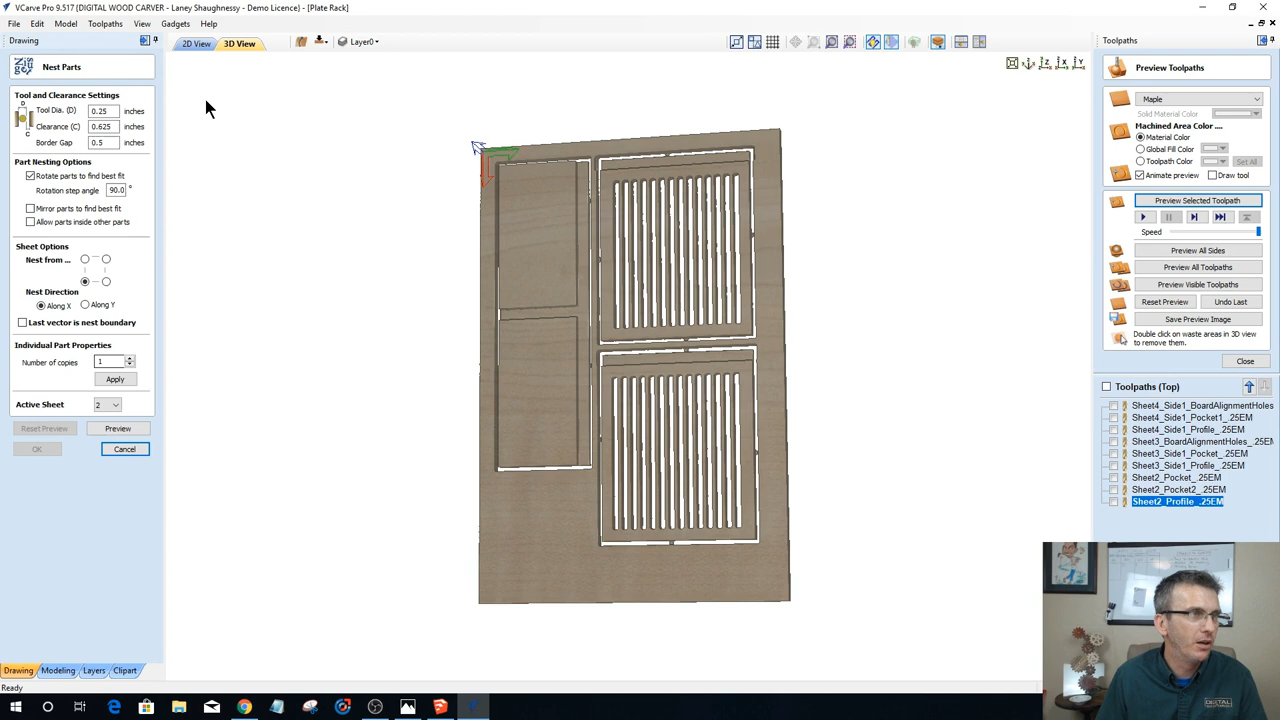 VCarve Pro 9.517 {DIGITAL WOOD CARVER - Laney Shaughnessy - Demo Licence} - [Plate Rack]
File Edit Model Toolpaths View Gadgets Help
Drawing
2D View 3D View Layer0
Toolpaths
Nest Parts
Tool and Clearance Settings
D
C
Tool Dia. (D) 0.25 inches
Clearance (C) 0.625 inches
Border Gap 0.5 inches
Part Nesting Options
Rotate parts to find best fit
Rotation step angle 90.0 °
Mirror parts to find best fit
Allow parts inside other parts
Sheet Options
Nest from ...
Nest Direction
Along X Along Y
Last vector is nest boundary
Individual Part Properties
Number of copies 1
Apply
Active Sheet 2
Reset Preview Preview
OK Cancel
Drawing Modeling Layers Clipart
Ready
Z X Y
Preview Toolpaths
Maple
Solid Material Color
Machined Area Color ....
Material Color
Global Fill Color
Toolpath Color Set All
Animate preview Draw tool
Preview Selected Toolpath
Speed
Preview All Sides
Preview All Toolpaths
Preview Visible Toolpaths
Reset Preview Undo Last
Save Preview Image
Double click on waste areas in 3D view
to remove them.
Close
Toolpaths (Top)
Sheet4_Side1_BoardAlignmentHoles
Sheet4_Side1_Pocket1_.25EM
Sheet4_Side1_Profile_.25EM
Sheet3_BoardAlignmentHoles_.25EM
Sheet3_Side1_Pocket_.25EM
Sheet3_Side1_Profile_.25EM
Sheet2_Pocket_.25EM
Sheet2_Pocket2_.25EM
Sheet2_Profile_.25EM
DIGITAL